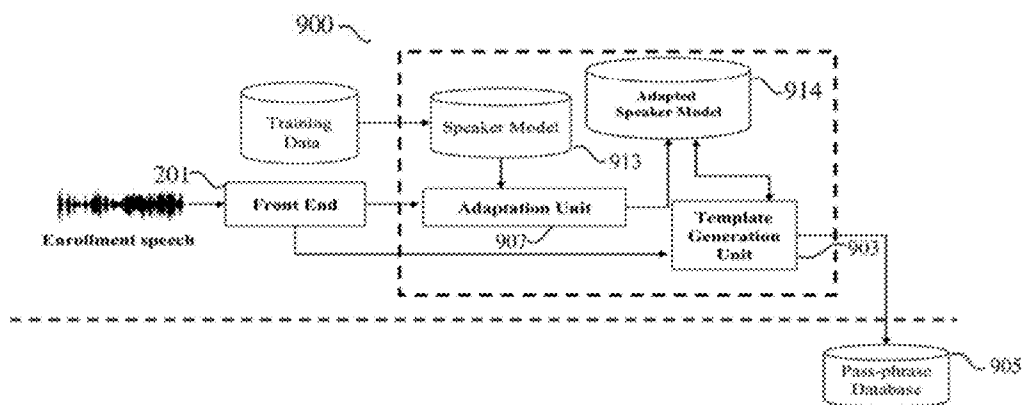 900
Training
Data
Speaker Model
913
Adapted
Speaker Model
914
201
Front End
Enrollment speech
Adaptation Unit
907
Template
Generation
Unit
903
Pass-phrase
Database
905